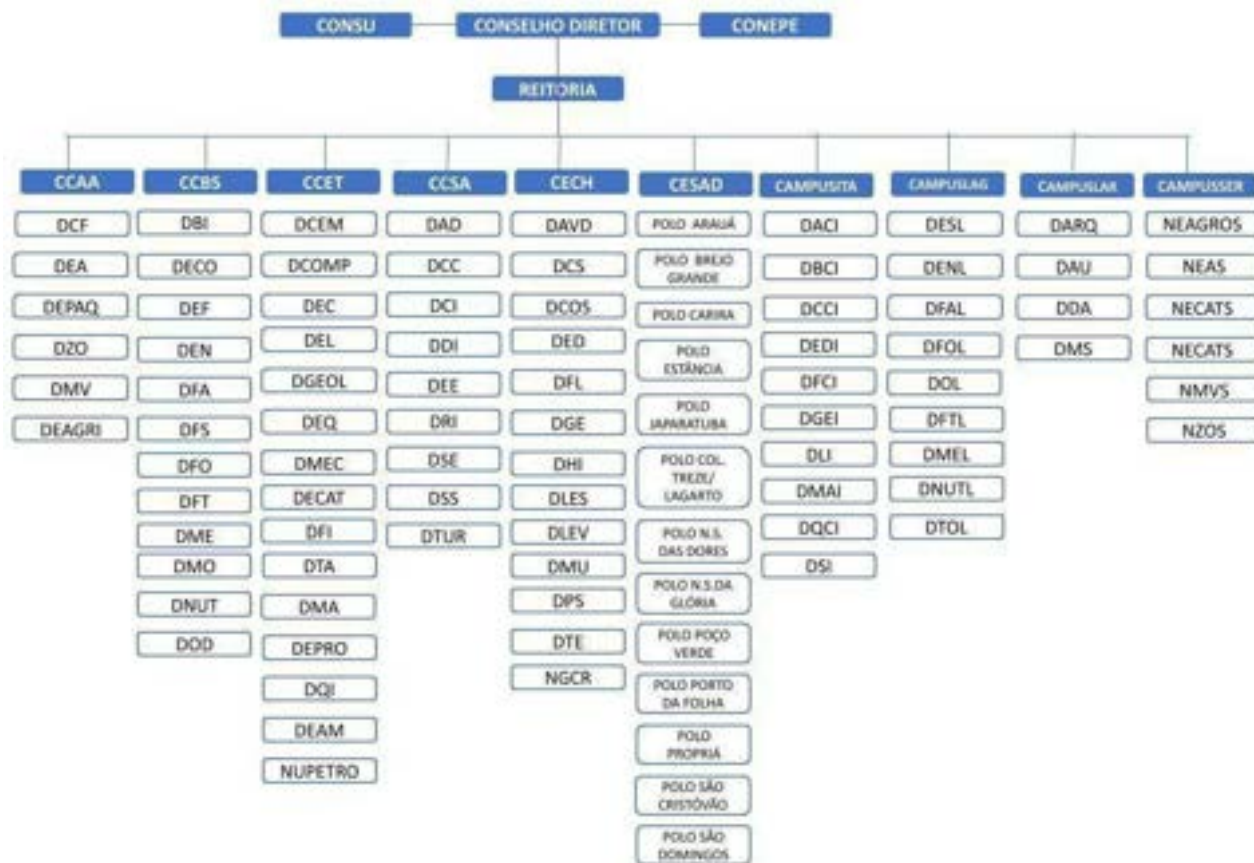 CONSU
CONSELHO DIRETOR
CONEPE
REITORIA
CCAA
DCF
DEA
DEPAQ
DZO
DMV
DEAGRI
CCBS
DBI
DECO
DEF
DEN
DFA
DFS
DFO
DFT
DME
DMO
DNUT
DOD
CCET
DCEM
DCOMP
DEC
DEL
DGEOL
DEQ
DMEC
DECAT
DFI
DTA
DMA
DEPRO
DQI
DEAM
NUPETRO
CCSA
DAD
DCC
DCI
DDI
DEE
DRI
DSE
DSS
DTUR
CECH
DAVD
DCS
DCOS
DED
DFL
DGE
DHI
DLES
DLEV
DMU
DPS
DTE
NGCR
CESAD
POLO ARAUÁ
POLO BREJO
GRANDE
POLO CARIRA
POLO
ESTÂNCIA
POLO
JAPARATUBA
POLO COL.
TREZE/
LAGARTO
POLO N.S.
DAS DORES
POLO N.S.DA
GLÓRIA
POLO POÇO
VERDE
POLO PORTO
DA FOLHA
POLO
PROPRIÁ
POLO SÃO
CRISTÓVÃO
POLO SÃO
DOMINGOS
CAMPUSITA
DACI
DBCI
DCCI
DEDI
DFCI
DGEI
DLI
DMAI
DQCI
DSI
CAMPUSLAG
DESL
DENL
DFAL
DFOL
DOL
DFTL
DMEL
DNUTL
DTOL
CAMPUSLAR
DARQ
DAU
DDA
DMS
CAMPUSSER
NEAGROS
NEAS
NECATS
NECATS
NMVS
NZOS